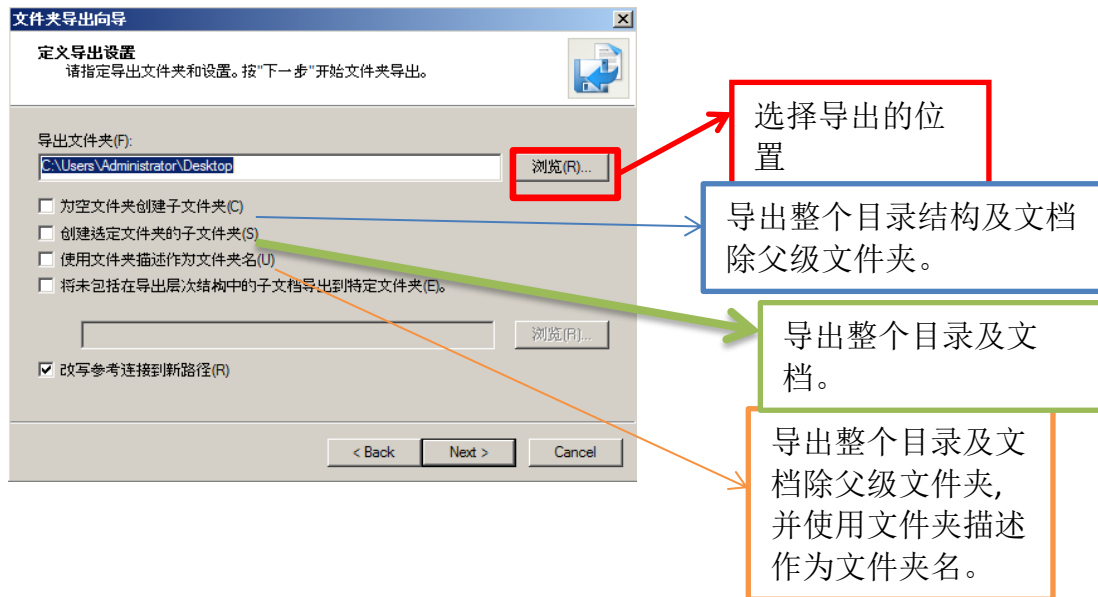 文件夹导出向导
定义导出设置
请指定导出文件夹和设置。按"下一步"开始文件夹导出。
导出文件夹(F):
C:\Users\Administrator\Desktop
浏览(R)...
为空文件夹创建子文件夹(C)
创建选定文件夹的子文件夹(S)
使用文件夹描述作为文件夹名(U)
将未包括在导出层次结构中的子文档导出到特定文件夹(E)。
浏览(R)...
改写参考连接到新路径(R)
< Back
Next >
Cancel
选择导出的位
置
导出整个目录结构及文档
除父级文件夹。
导出整个目录及文
档。
导出整个目录及文
档除父级文件夹,
并使用文件夹描述
作为文件夹名。